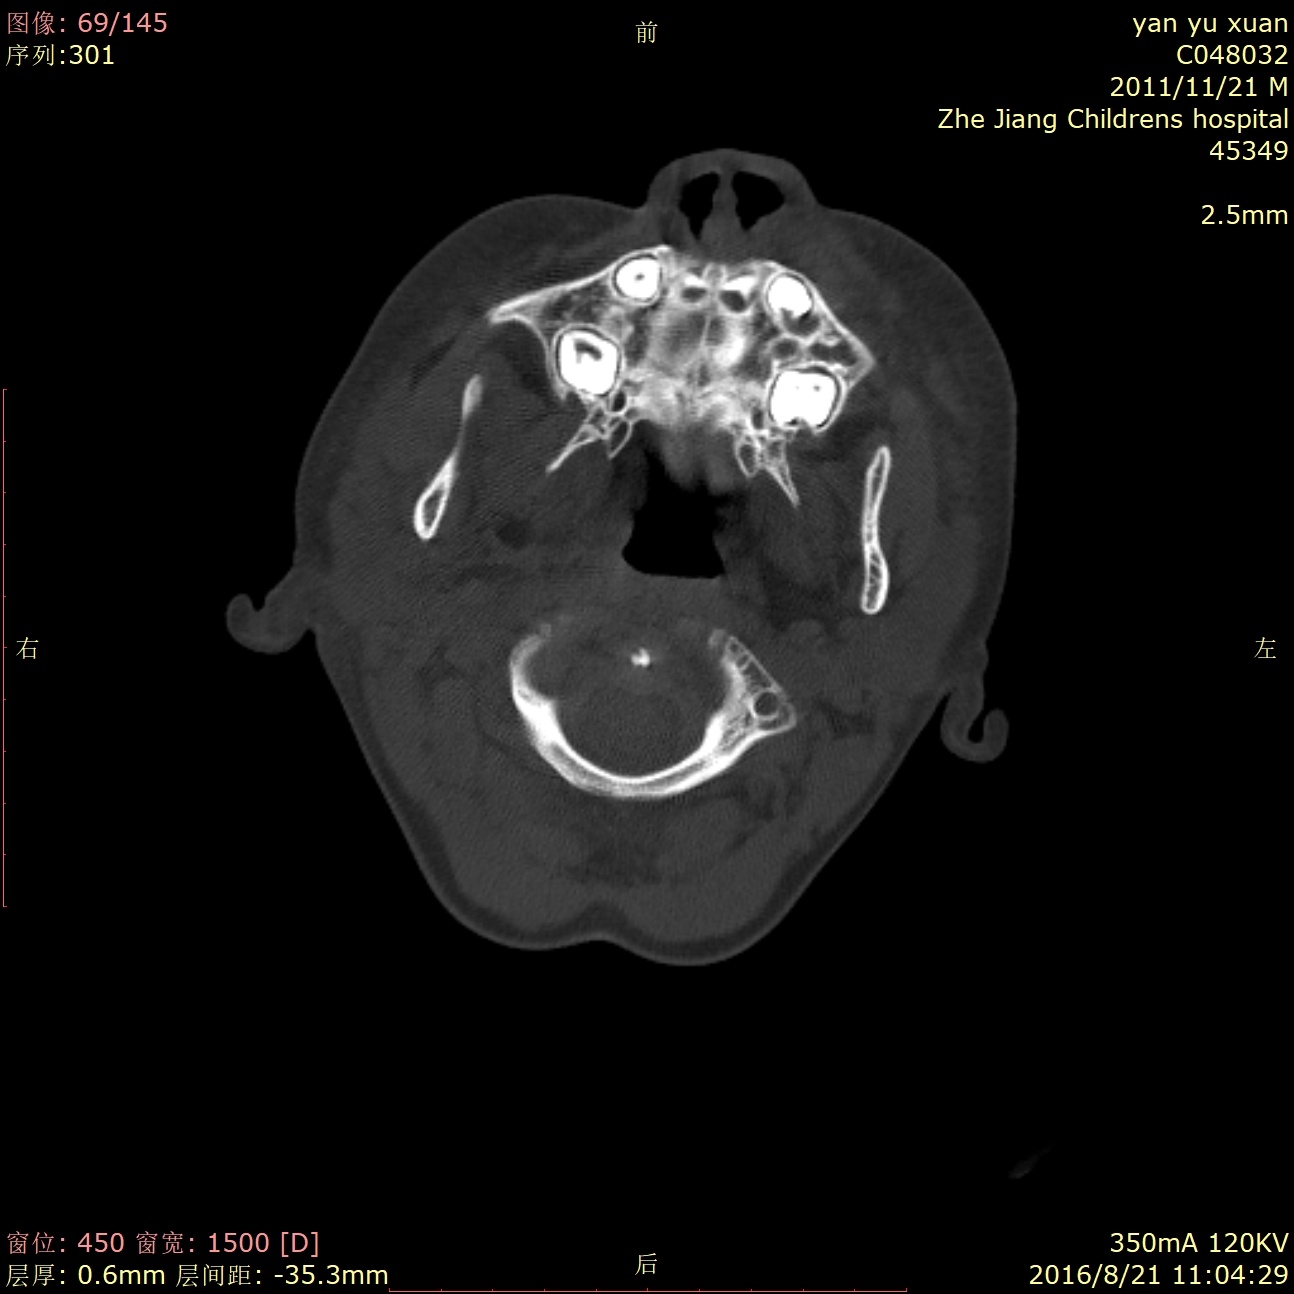 图像: 69/145
序列:301
前
yan yu xuan
C048032
2011/11/21 M
Zhe Jiang Childrens hospital
45349
2.5mm
右
左
窗位: 450 窗宽: 1500 [D]
层厚: 0.6mm 层间距: -35.3mm
后
350mA 120KV
2016/8/21 11:04:29